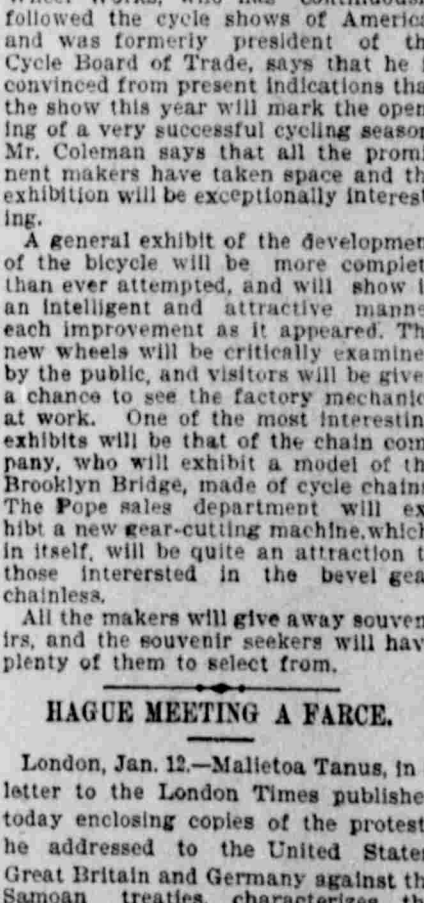 followed the cycle shows of America
and was formerly president of th
Cycle Board of Trade, says that he i
convinced from present indications tha
the show this year will mark the open
ing of a very successful cycling season
Mr. Coleman says that all the promi
nent makers have taken space and th
exhibition will be exceptionally interest
ing.
A general exhibit of the developmen
of the bicycle will be more complet
than ever attempted, and will show i
an intelligent and attractive manne
each improvement as it appeared. Th
new wheels will be critically examine
by the public, and visitors will be give
a chance to see the factory mechanic
at work. One of the most interestin
exhibits will be that of the chain com
pany, who will exhibit a model of th
Brooklyn Bridge, made of cycle chains
The Pope sales department will ex
hibt a new gear-cutting machine,which
in itself, will be quite an attraction t
those interersted in the bevel gea
chainless.
All the makers will give away souven
irs, and the souvenir seekers will hav
plenty of them to select from.
HAGUE MEETING A FARCE.
London, Jan. 12.—Malietoa Tanus, in
letter to the London Times publishe
today enclosing copies of the protest
he addressed to the United State
Great Britain and Germany against th
Samoan treaties, characterizes th